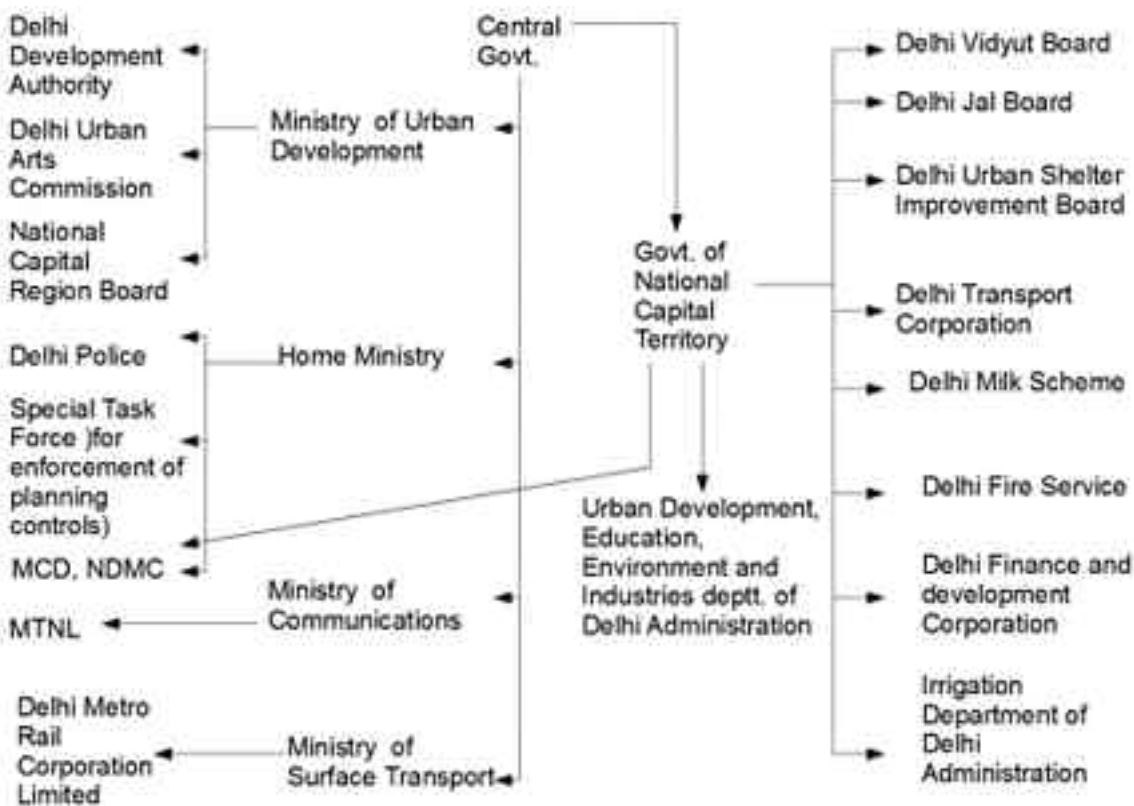 Delhi
Development
Authority
Delhi Urban
Arts
Commission
National
Capital
Region Board
Delhi Police
Special Task
Force )for
enforcement of
planning
controls)
MCD, NDMC
MTNL
Delhi Metro
Rail
Corporation
Limited
Ministry of Urban
Development
Home Ministry
Ministry of
Communications
Ministry of
Surface Transport
Central
Govt.
Govt. of
National
Capital
Territory
Urban Development,
Education,
Environment and
Industries deptt. of
Delhi Administration
Delhi Vidyut Board
Delhi Jal Board
Delhi Urban Shelter
Improvement Board
Delhi Transport
Corporation
Delhi Milk Scheme
Delhi Fire Service
Delhi Finance and
development
Corporation
Irrigation
Department of
Delhi
Administration